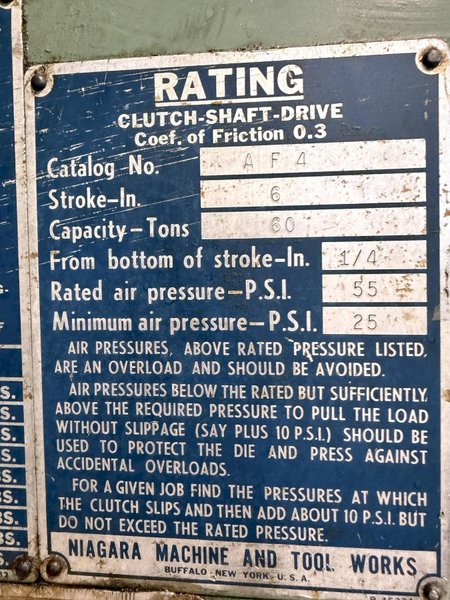 RATING
CLUTCH-SHAFT-DRIVE
Coef. of Friction 0.3
Catalog No. AF4
Stroke-In. 6
Capacity-Tons 60
From bottom of stroke-In. 1/4
Rated air pressure-P.S.I. 55
Minimum air pressure-P.S.I. 25
AIR PRESSURES, ABOVE RATED PRESSURE LISTED,
ARE AN OVERLOAD AND SHOULD BE AVOIDED.
AIR PRESSURES BELOW THE RATED BUT SUFFICIENTLY
ABOVE THE REQUIRED PRESSURE TO PULL THE LOAD
WITHOUT SLIPPAGE (SAY PLUS 10 P.S.I.) SHOULD BE
USED TO PROTECT THE DIE AND PRESS AGAINST
ACCIDENTAL OVERLOADS.
FOR A GIVEN JOB FIND THE PRESSURES AT WHICH
THE CLUTCH SLIPS AND THEN ADD ABOUT 10 P.S.I. BUT
DO NOT EXCEED THE RATED PRESSURE.
NIAGARA MACHINE AND TOOL WORKS
BUFFALO, NEW YORK, U.S.A.